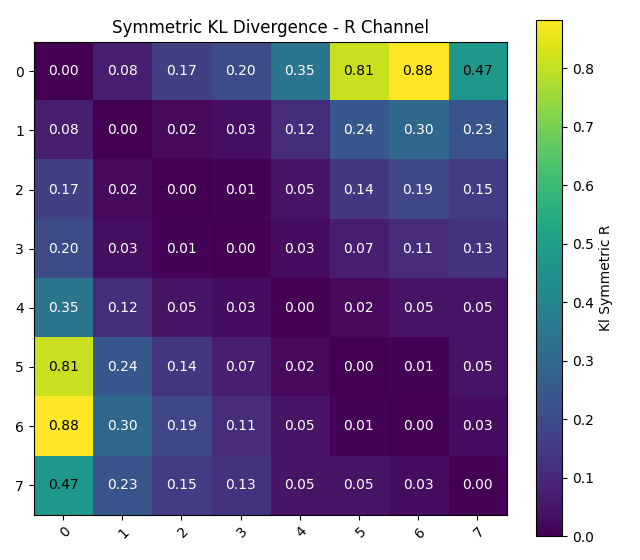 Symmetric KL Divergence - R Channel
0 0.00 0.08 0.17 0.20 0.35 0.81 0.88 0.47
1 0.08 0.00 0.02 0.03 0.12 0.24 0.30 0.23
2 0.17 0.02 0.00 0.01 0.05 0.14 0.19 0.15
3 0.20 0.03 0.01 0.00 0.03 0.07 0.11 0.13
4 0.35 0.12 0.05 0.03 0.00 0.02 0.05 0.05
5 0.81 0.24 0.14 0.07 0.02 0.00 0.01 0.05
6 0.88 0.30 0.19 0.11 0.05 0.01 0.00 0.03
7 0.47 0.23 0.15 0.13 0.05 0.05 0.03 0.00
0 1 2 3 4 5 6 7
0.8
0.7
0.6
0.5
0.4
0.3
0.2
0.1
0.0
Kl Symmetric R